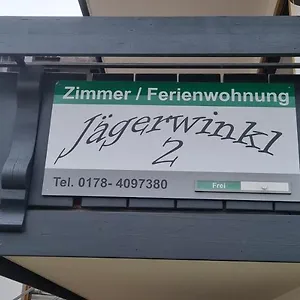 Zimmer / Ferienwohnung
Jägerwinkl
2
Tel. 0178- 4097380
Frei